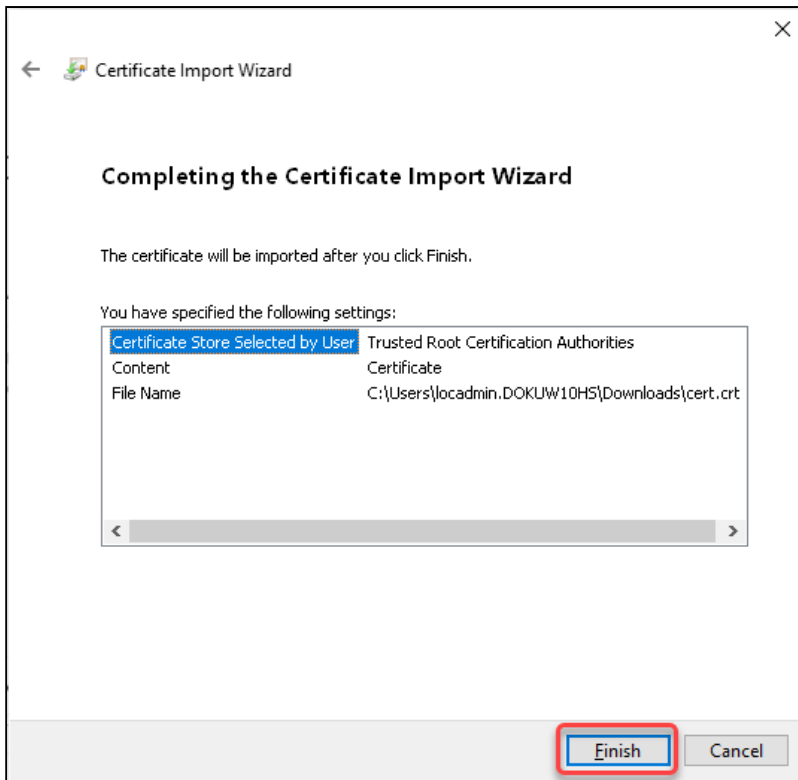 Certificate Import Wizard
Completing the Certificate Import Wizard
The certificate will be imported after you click Finish.
You have specified the following settings:
Certificate Store Selected by User Trusted Root Certification Authorities
Content Certificate
File Name C:\Users\locadmin.DOKUW10HS\Downloads\cert.crt
Finish Cancel